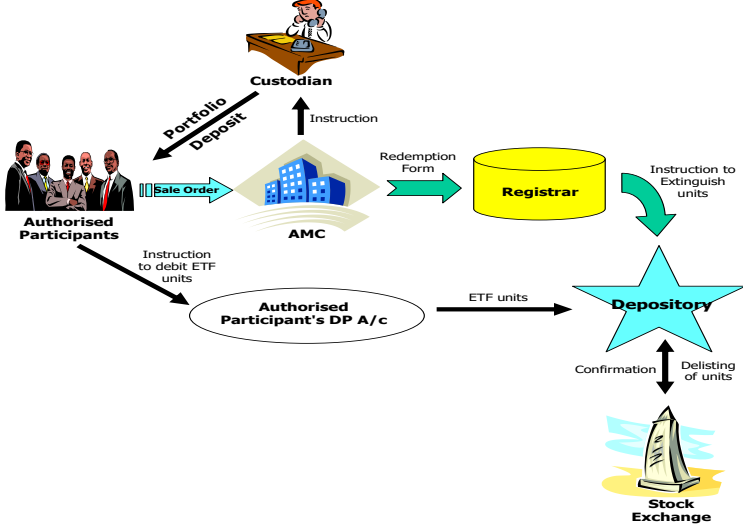 Custodian
Portfolio
Deposit
Instruction
Redemption
Form
Instruction to
Extinguish
units
Sale Order
Registrar
Authorised
Participants
AMC
Instruction
to debit ETF
units
Authorised
Participant's DP A/c
ETF units
Depository
Confirmation
Delisting
of units
Stock
Exchange